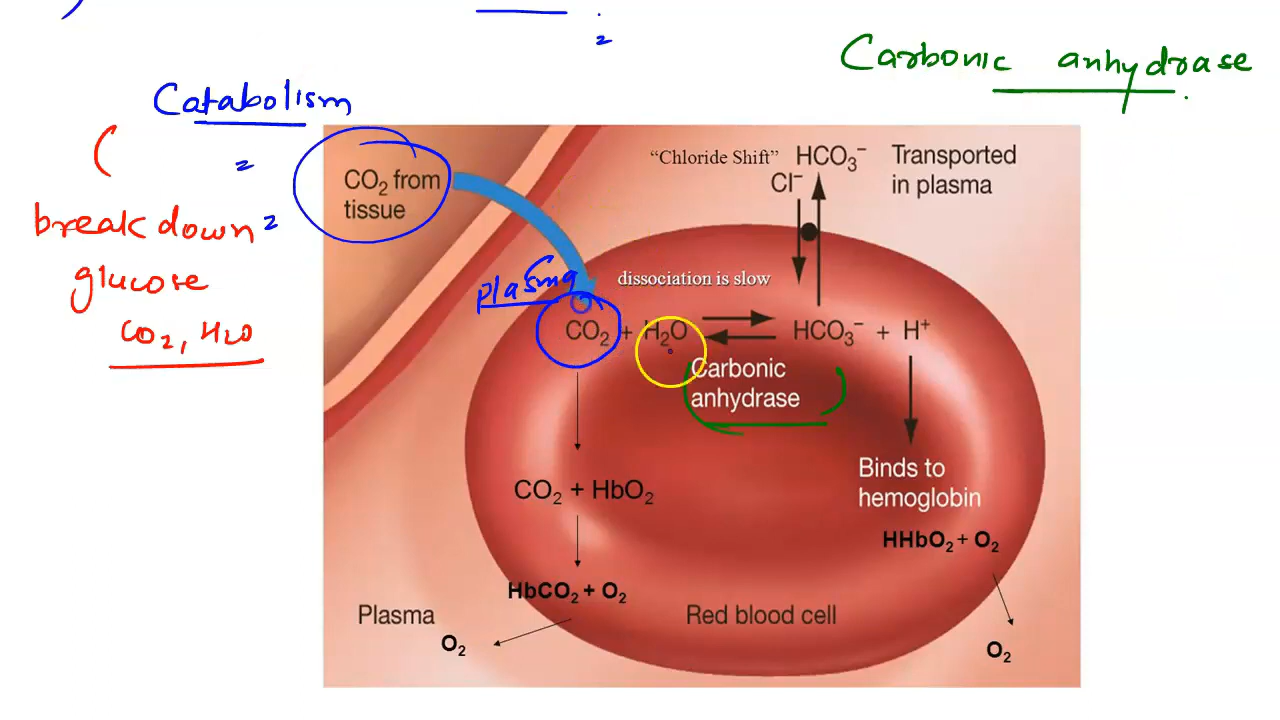 Carbonic anhydrase
Catabolism
(
break down
glucose
CO2, H2O
CO₂ from
tissue
"Chloride Shift" HCO₃⁻
Cl⁻
Transported
in plasma
plasma
dissociation is slow
CO₂ + H₂O ⇌ HCO₃⁻ + H⁺
Carbonic
anhydrase
Binds to
hemoglobin
HHbO₂ + O₂
O₂
CO₂ + HbO₂
HbCO₂ + O₂
O₂
Plasma
Red blood cell